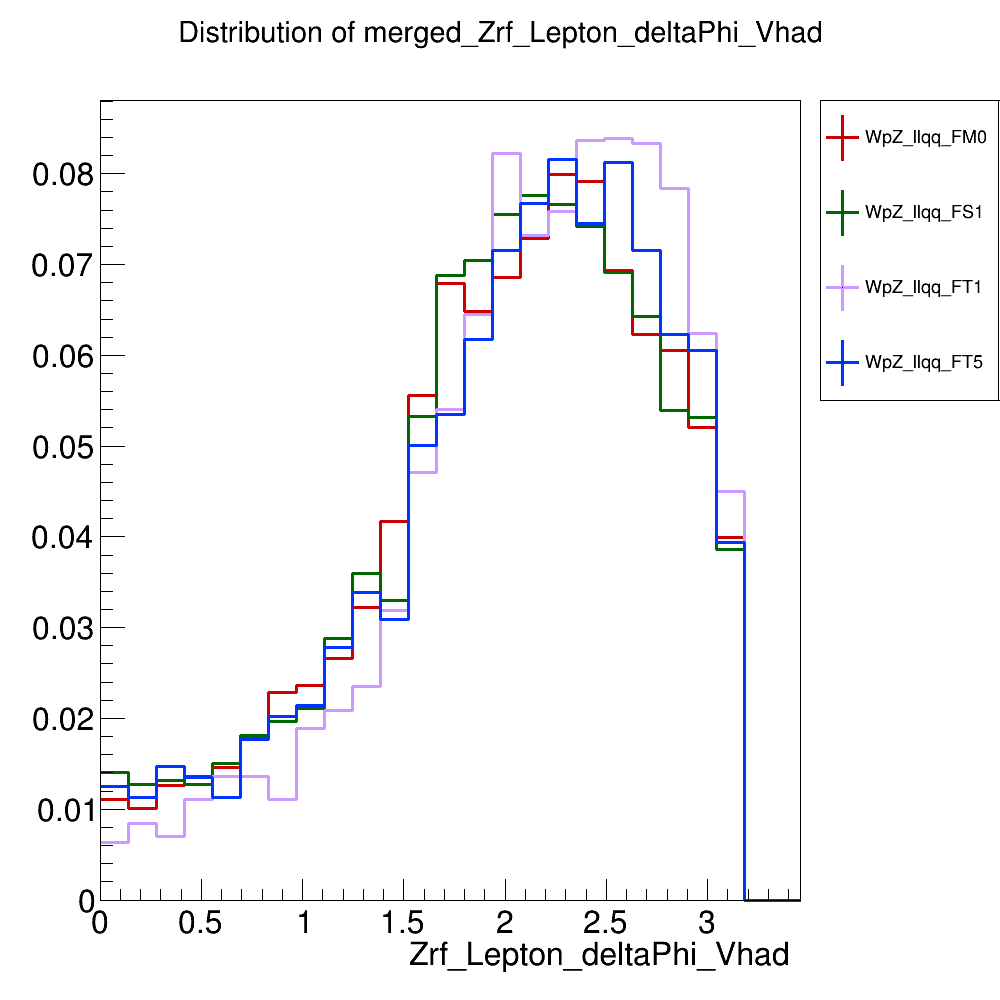 Distribution of merged_Zrf_Lepton_deltaPhi_Vhad
WpZ_llqq_FM0
WpZ_llqq_FS1
WpZ_llqq_FT1
WpZ_llqq_FT5
0.08
0.07
0.06
0.05
0.04
0.03
0.02
0.01
0
0 0.5 1 1.5 2 2.5 3
Zrf_Lepton_deltaPhi_Vhad